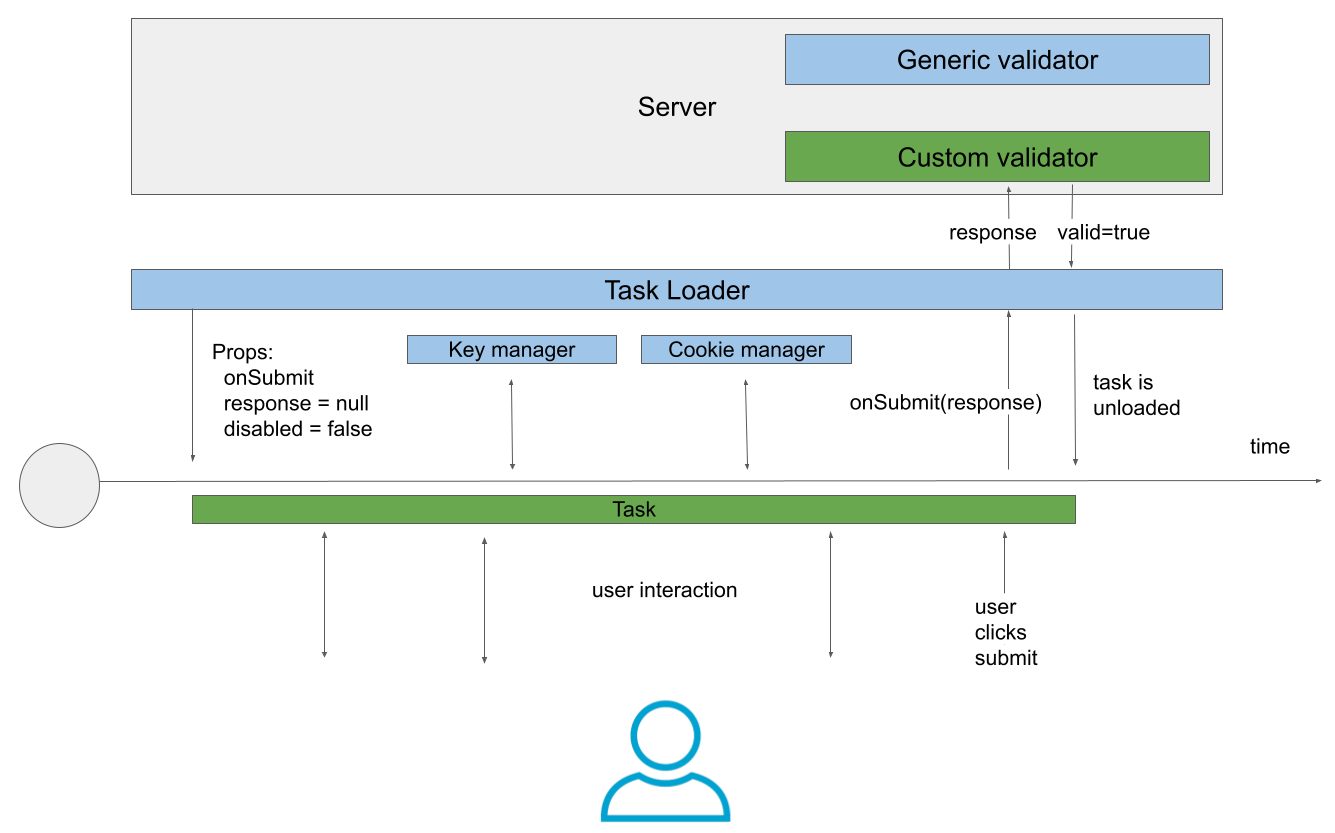 Generic validator
Server
Custom validator
response
valid=true
Task Loader
Props:
onSubmit
response = null
disabled = false
Key manager
Cookie manager
onSubmit(response)
task is
unloaded
time
Task
user interaction
user
clicks
submit